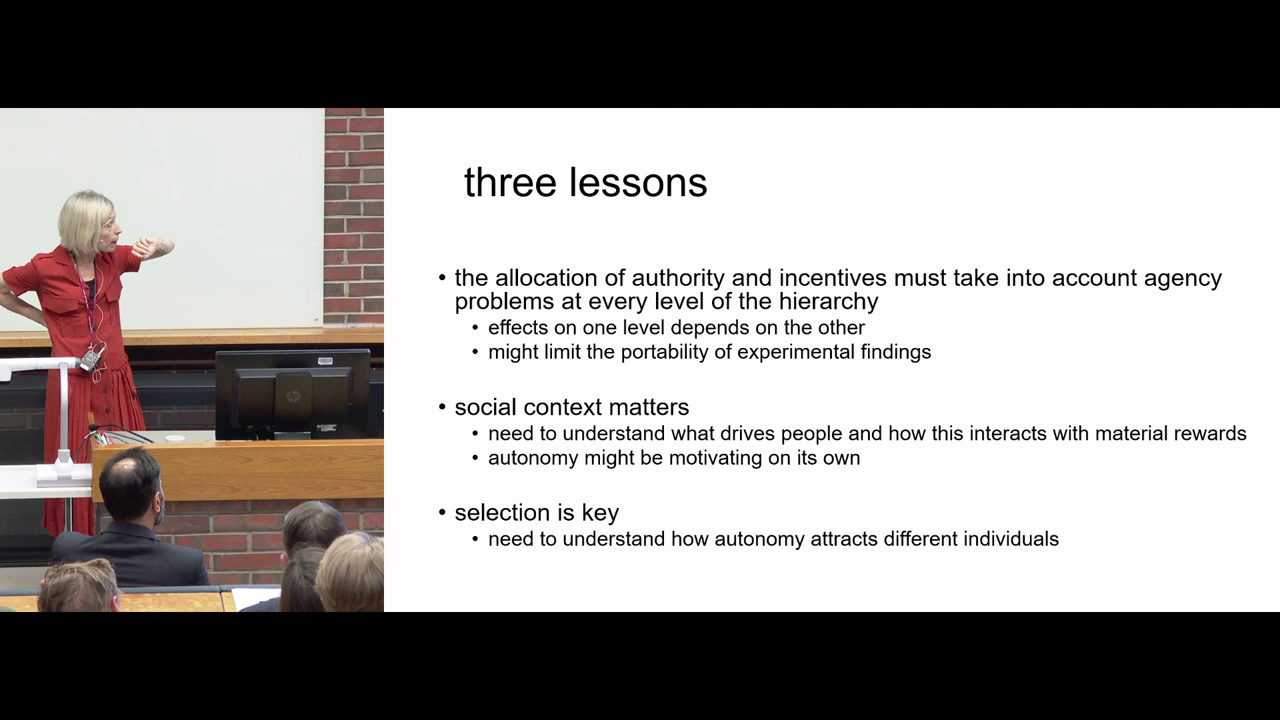 three lessons
• the allocation of authority and incentives must take into account agency
problems at every level of the hierarchy
• effects on one level depends on the other
• might limit the portability of experimental findings
• social context matters
• need to understand what drives people and how this interacts with material rewards
• autonomy might be motivating on its own
• selection is key
• need to understand how autonomy attracts different individuals
hp